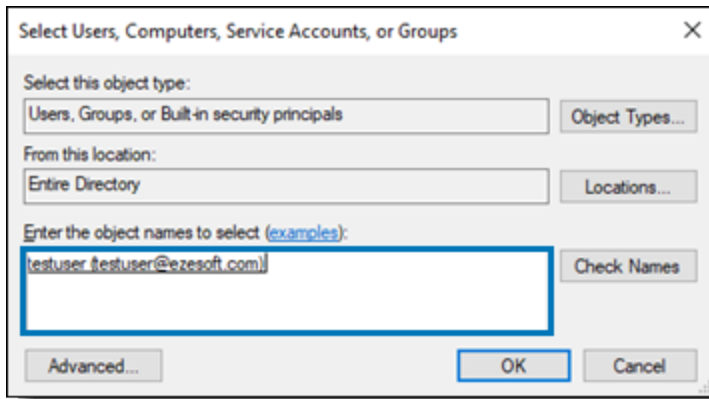 Select Users, Computers, Service Accounts, or Groups
Select this object type:
Users, Groups, or Built-in security principals
Object Types...
From this location:
Entire Directory
Locations...
Enter the object names to select (examples):
testuser (testuser@ezesoft.com)
Check Names
Advanced...
OK
Cancel